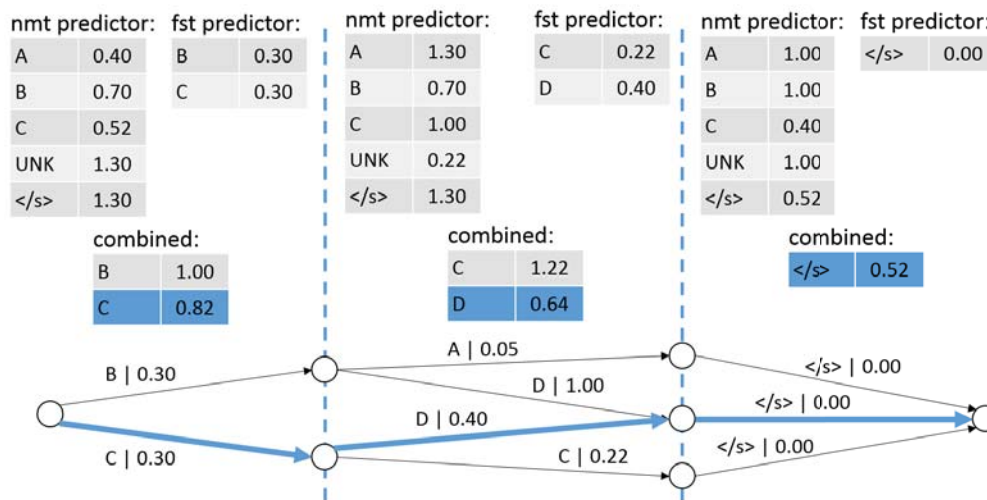 nmt predictor: fst predictor:
A 0.40
B 0.70
C 0.52
UNK 1.30
</s> 1.30
B 0.30
C 0.30
combined:
B 1.00
C 0.82
nmt predictor: fst predictor:
A 1.30
B 0.70
C 1.00
UNK 0.22
</s> 1.30
C 0.22
D 0.40
combined:
C 1.22
D 0.64
nmt predictor: fst predictor:
A 1.00
B 1.00
C 0.40
UNK 1.00
</s> 0.52
</s> 0.00
combined:
</s> 0.52
B | 0.30
A | 0.05
</s> | 0.00
D | 1.00
D | 0.40
</s> | 0.00
C | 0.30
C | 0.22
</s> | 0.00